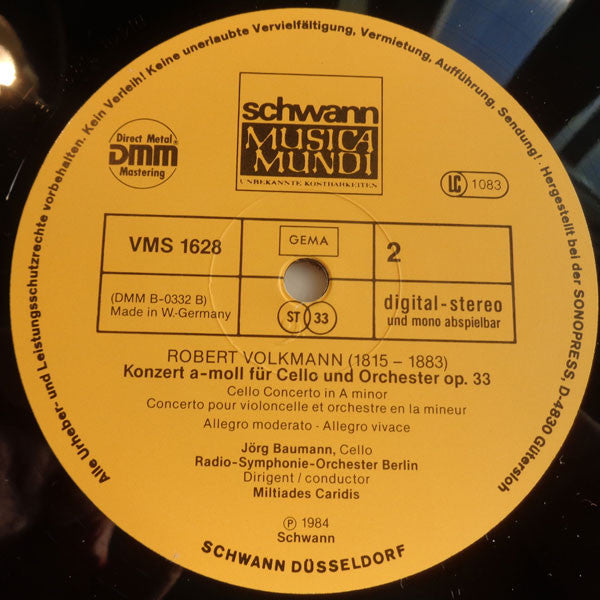 Alle Urheber- und Leistungsschutzrechte vorbehalten. Kein Verleih! Keine unerlaubte Vervielfältigung, Vermietung, Aufführung, Sendung! · Hergestellt bei der SONOPRESS, D-4830 Gütersloh
schwann
MUSICA
MUNDI
UNBEKANNTE KOSTBARKEITEN
Direct Metal
DMM
Mastering
®
LC 1083
VMS 1628
GEMA
2
(DMM B-0332 B)
Made in W.-Germany
ST 33
digital-stereo
und mono abspielbar
ROBERT VOLKMANN (1815 – 1883)
Konzert a-moll für Cello und Orchester op. 33
Cello Concerto in A minor
Concerto pour violoncelle et orchestre en la mineur
Allegro moderato · Allegro vivace
Jörg Baumann, Cello
Radio-Symphonie-Orchester Berlin
Dirigent / conductor
Miltiades Caridis
Ⓟ 1984
Schwann
SCHWANN DÜSSELDORF